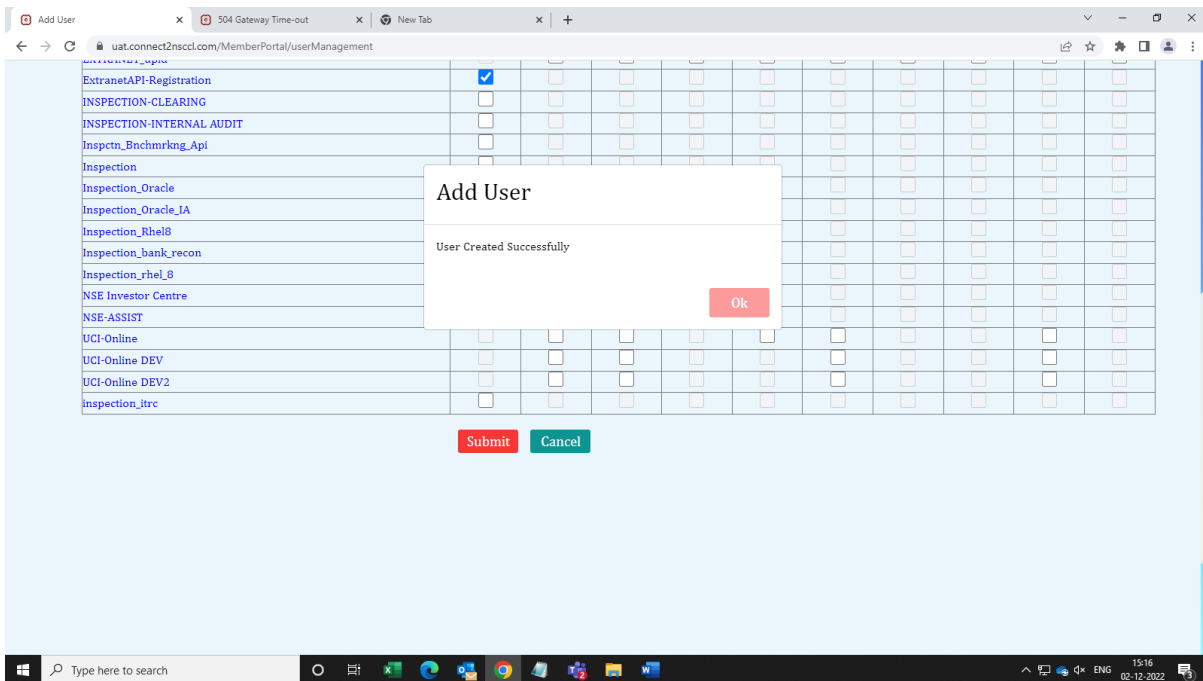 Add User
504 Gateway Time-out
New Tab
uat.connect2nsccl.com/MemberPortal/userManagement
ExtranetAPI-Registration
INSPECTION-CLEARING
INSPECTION-INTERNAL AUDIT
Inspctn_Bnchmrkng_Api
Inspection
Inspection_Oracle
Inspection_Oracle_IA
Inspection_Rhel8
Inspection_bank_recon
Inspection_rhel_8
NSE Investor Centre
NSE-ASSIST
UCI-Online
UCI-Online DEV
UCI-Online DEV2
inspection_itrc
Add User
User Created Successfully
Ok
Submit
Cancel
Type here to search
ENG
15:16
02-12-2022